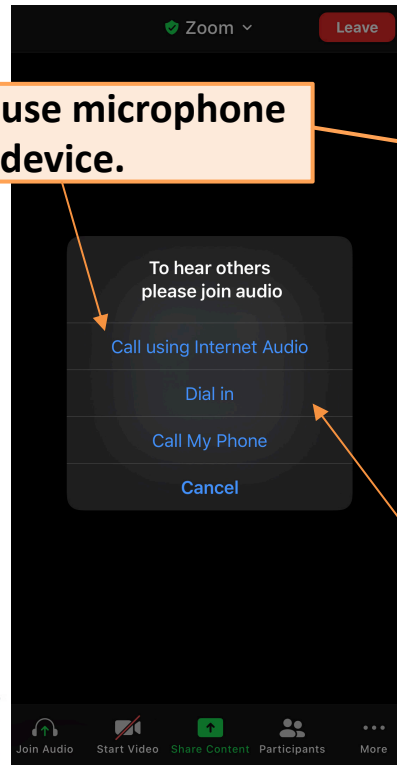 Zoom
Leave
use microphone
device.
To hear others
please join audio
Call using Internet Audio
Dial in
Call My Phone
Cancel
Join Audio Start Video Share Content Participants More